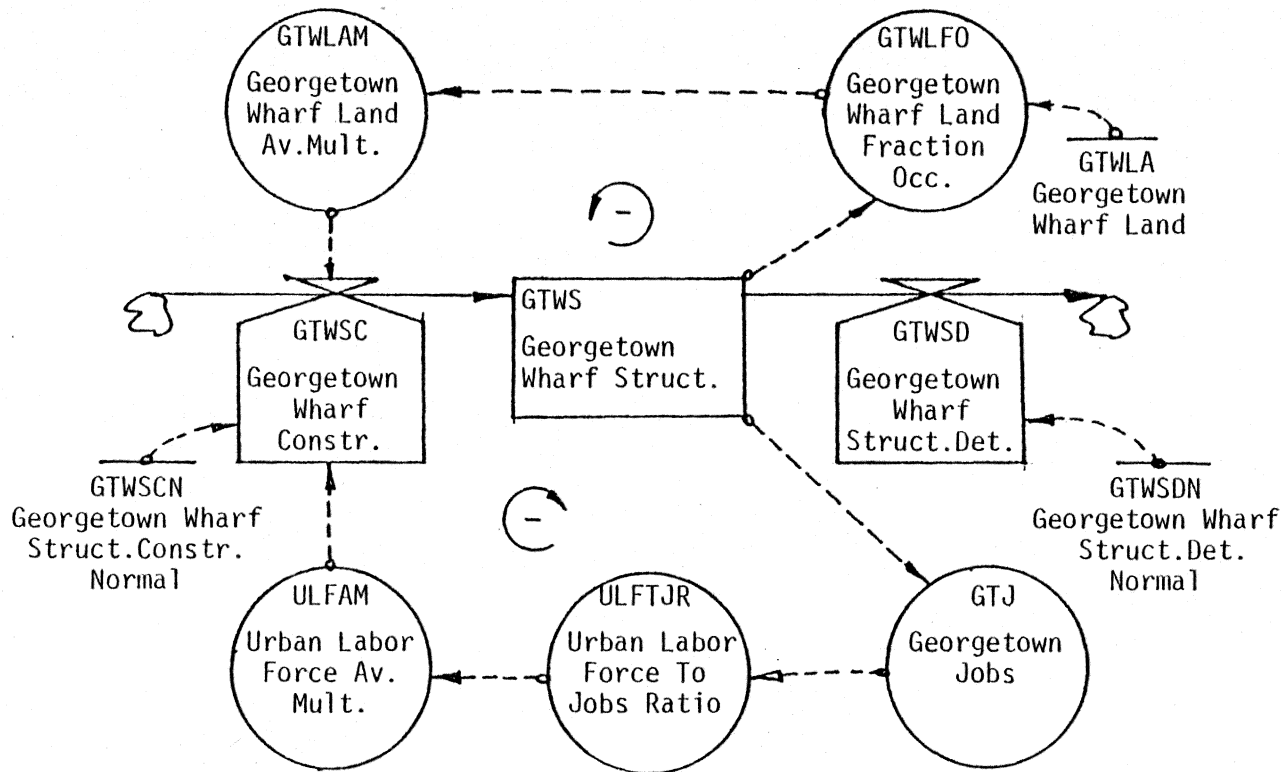 GTWLAM
Georgetown
Wharf Land
Av.Mult.
GTWLFO
Georgetown
Wharf Land
Fraction
Occ.
GTWLA
Georgetown
Wharf Land
-
GTWSC
Georgetown
Wharf
Constr.
GTWS
Georgetown
Wharf Struct.
GTWSD
Georgetown
Wharf
Struct.Det.
GTWSCN
Georgetown Wharf
Struct.Constr.
Normal
-
GTWSDN
Georgetown Wharf
Struct.Det.
Normal
ULFAM
Urban Labor
Force Av.
Mult.
ULFTJR
Urban Labor
Force To
Jobs Ratio
GTJ
Georgetown
Jobs